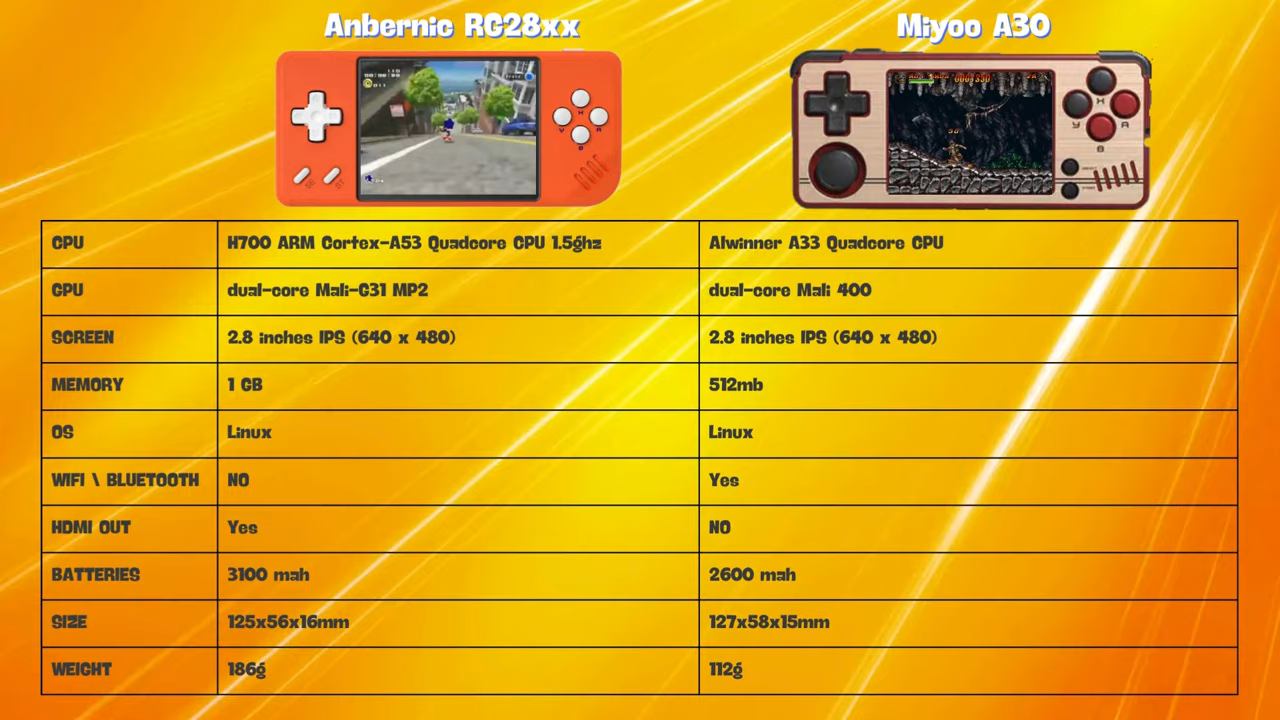 Anbernic RG28xx
Miyoo A30
X
Y
A
B
SE
ST
X
Y
A
B
CPU
H700 ARM Cortex-A53 Quadcore CPU 1.5ghz
Alwinner A33 Quadcore CPU
GPU
dual-core Mali-G31 MP2
dual-core Mali 400
SCREEN
2.8 inches IPS (640 x 480)
2.8 inches IPS (640 x 480)
MEMORY
1 GB
512mb
OS
Linux
Linux
WIFI \ BLUETOOTH
NO
Yes
HDMI OUT
Yes
NO
BATTERIES
3100 mah
2600 mah
SIZE
125x56x16mm
127x58x15mm
WEIGHT
186g
112g